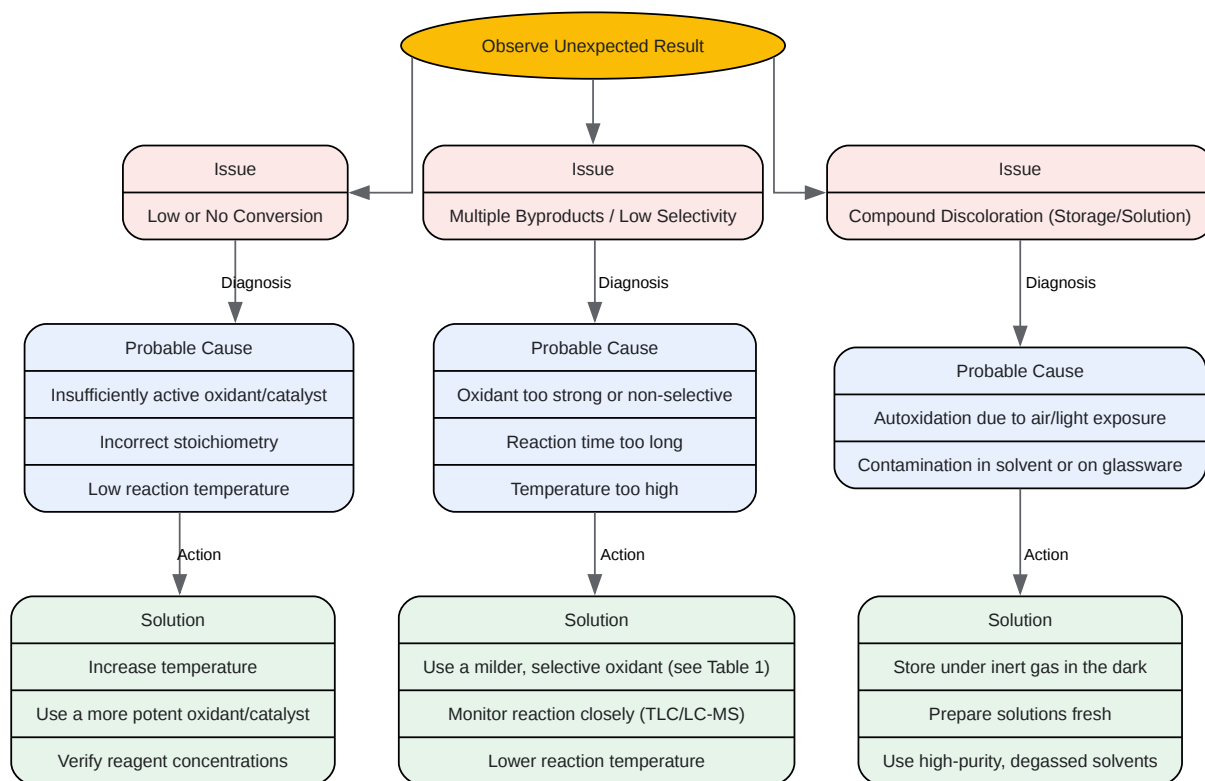 Observe Unexpected Result
Issue
Low or No Conversion
Issue
Multiple Byproducts / Low Selectivity
Issue
Compound Discoloration (Storage/Solution)
Diagnosis
Diagnosis
Diagnosis
Probable Cause
Insufficiently active oxidant/catalyst
Incorrect stoichiometry
Low reaction temperature
Probable Cause
Oxidant too strong or non-selective
Reaction time too long
Temperature too high
Probable Cause
Autoxidation due to air/light exposure
Contamination in solvent or on glassware
Action
Action
Action
Solution
Increase temperature
Use a more potent oxidant/catalyst
Verify reagent concentrations
Solution
Use a milder, selective oxidant (see Table 1)
Monitor reaction closely (TLC/LC-MS)
Lower reaction temperature
Solution
Store under inert gas in the dark
Prepare solutions fresh
Use high-purity, degassed solvents